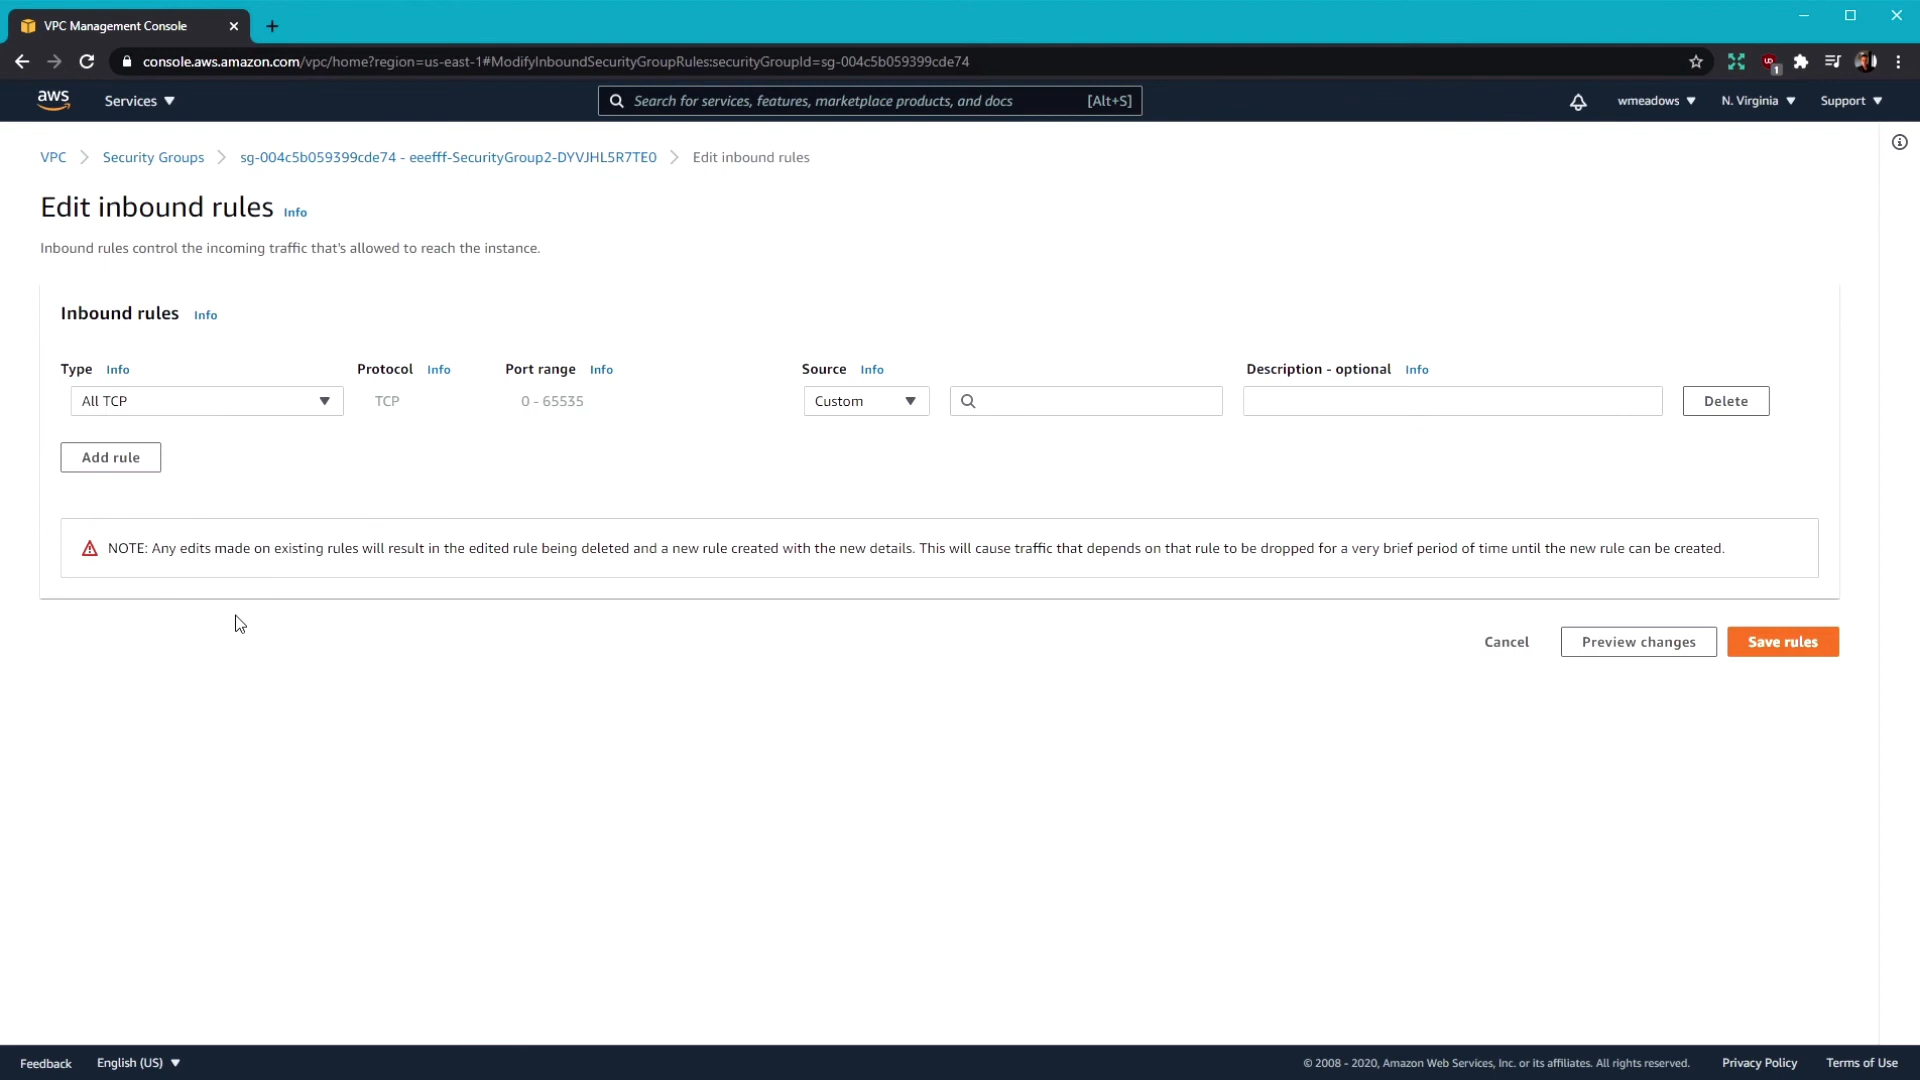 VPC Management Console
console.aws.amazon.com/vpc/home?region=us-east-1#ModifyInboundSecurityGroupRules:securityGroupId=sg-004c5b059399cde74
1
aws Services Search for services, features, marketplace products, and docs [Alt+S] wmeadows N. Virginia Support
VPC Security Groups sg-004c5b059399cde74 - eeefff-SecurityGroup2-DYVJHL5R7TE0 Edit inbound rules
Edit inbound rules Info
Inbound rules control the incoming traffic that's allowed to reach the instance.
Inbound rules Info
Type Info Protocol Info Port range Info Source Info Description - optional Info
All TCP TCP 0 - 65535 Custom Delete
Add rule
NOTE: Any edits made on existing rules will result in the edited rule being deleted and a new rule created with the new details. This will cause traffic that depends on that rule to be dropped for a very brief period of time until the new rule can be created.
Cancel Preview changes Save rules
Feedback English (US) © 2008 - 2020, Amazon Web Services, Inc. or its affiliates. All rights reserved. Privacy Policy Terms of Use